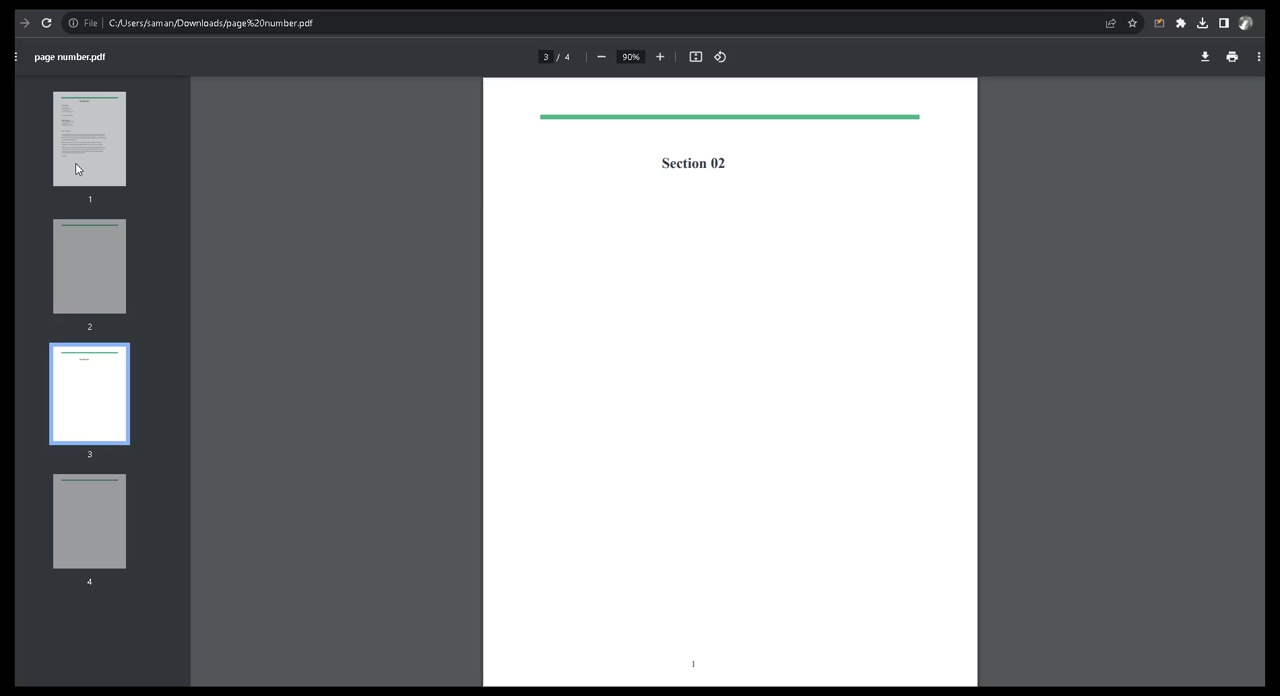 File
C:/Users/saman/Downloads/page%20number.pdf
page number.pdf
3 / 4
90%
1
2
3
4
Section 02
1